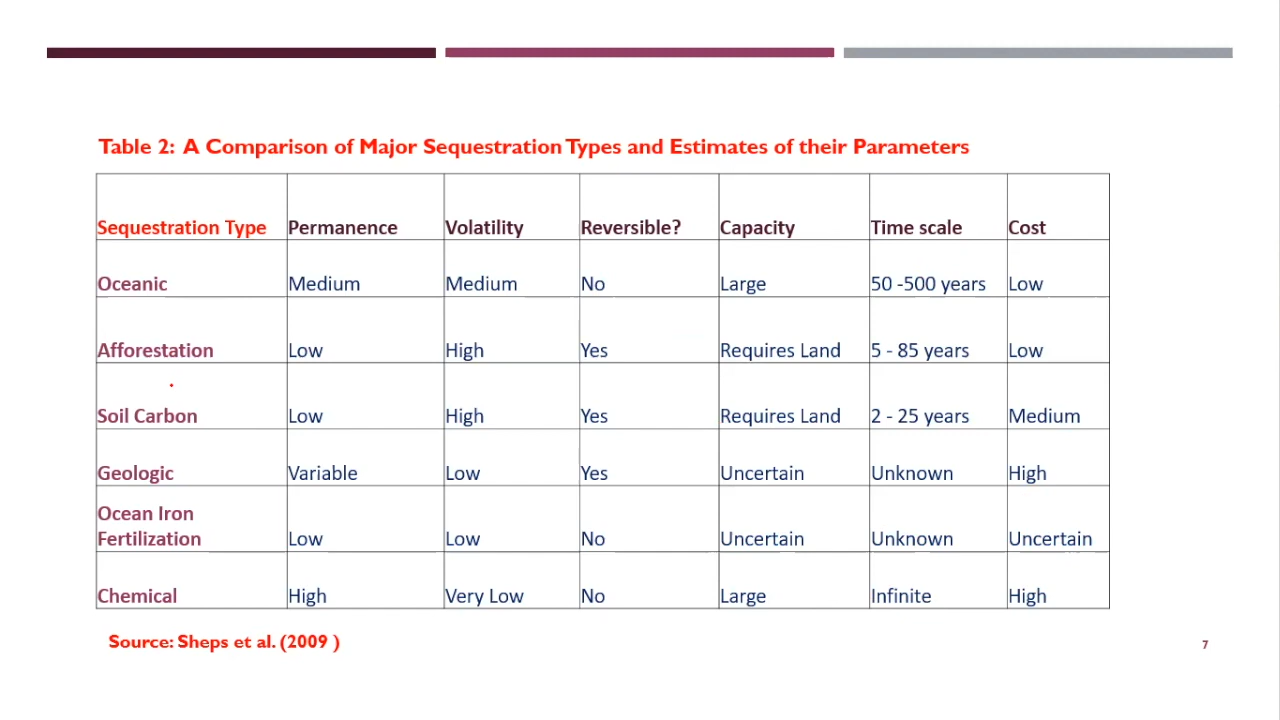 Table 2: A Comparison of Major Sequestration Types and Estimates of their Parameters
Sequestration Type Permanence Volatility Reversible? Capacity Time scale Cost
Oceanic Medium Medium No Large 50 -500 years Low
Afforestation Low High Yes Requires Land 5 - 85 years Low
Soil Carbon Low High Yes Requires Land 2 - 25 years Medium
Geologic Variable Low Yes Uncertain Unknown High
Ocean Iron
Fertilization Low Low No Uncertain Unknown Uncertain
Chemical High Very Low No Large Infinite High
Source: Sheps et al. (2009 )
7